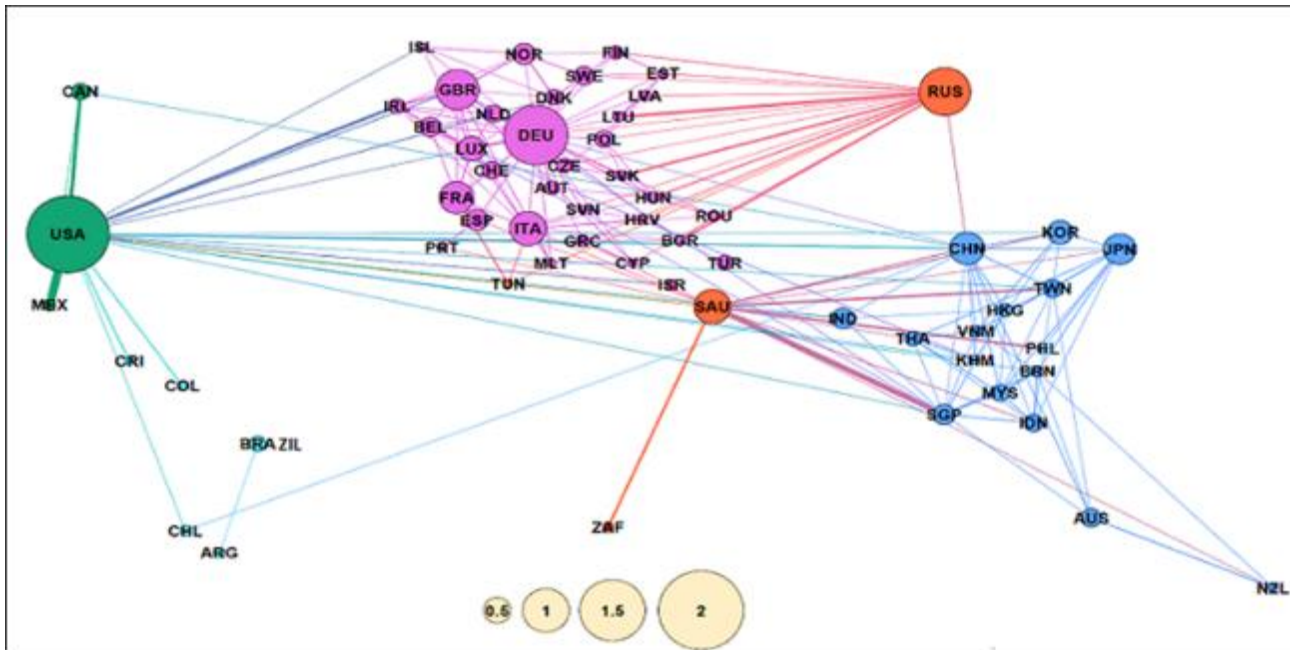 ISL
NOR
FIN
SWE
EST
CAN
GBR
DNK
LVA
RUS
IRL
NLD
LTU
BEL
DEU
POL
LUX
CZE
CHE
SVK
AUT
FRA
HUN
SVN
ROU
ESP
HRV
USA
ITA
KOR
PRT
GRC
BGR
CHN
JPN
MLT
CYP
TUR
TUN
ISR
TWN
MEX
SAU
HKG
IND
VNM
THA
PHL
CRI
KHM
BRN
COL
MYS
SGP
IDN
BRAZIL
AUS
CHL
ZAF
ARG
NZL
0.5 1 1.5 2